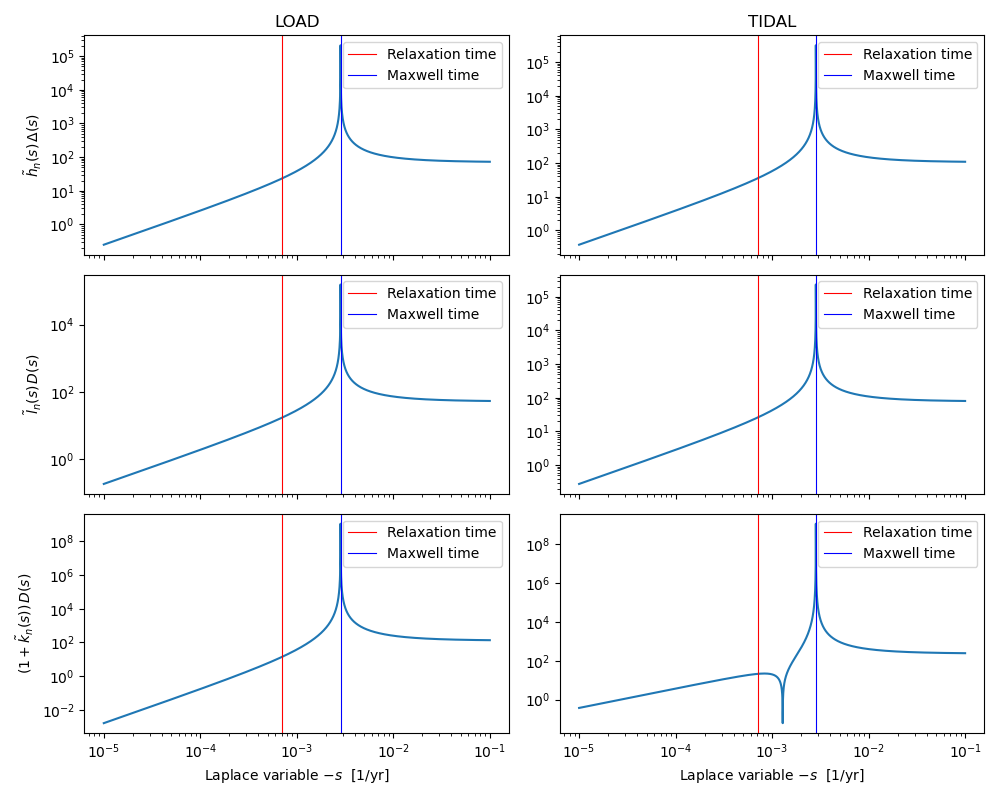 LOAD
TIDAL
Relaxation time
Maxwell time
Relaxation time
Maxwell time
10⁵
10⁴
10³
10²
10¹
10⁰
10⁵
10⁴
10³
10²
10¹
10⁰
h̃ₙ(s) Δ(s)
Relaxation time
Maxwell time
Relaxation time
Maxwell time
10⁴
10²
10⁰
10⁵
10⁴
10³
10²
10¹
10⁰
l̃ₙ(s) D(s)
Relaxation time
Maxwell time
Relaxation time
Maxwell time
10⁸
10⁶
10⁴
10²
10⁰
10⁻²
10⁸
10⁶
10⁴
10²
10⁰
(1 + k̃ₙ(s)) D(s)
10⁻⁵ 10⁻⁴ 10⁻³ 10⁻² 10⁻¹
10⁻⁵ 10⁻⁴ 10⁻³ 10⁻² 10⁻¹
Laplace variable −s [1/yr]
Laplace variable −s [1/yr]